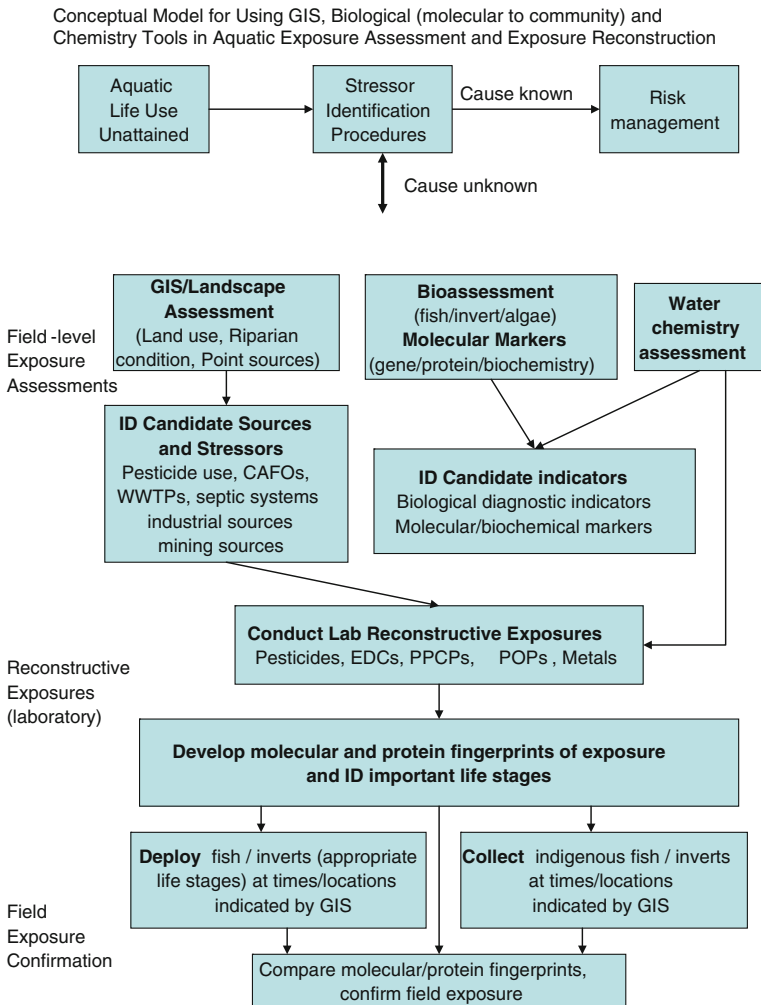 Conceptual Model for Using GIS, Biological (molecular to community) and
Chemistry Tools in Aquatic Exposure Assessment and Exposure Reconstruction
Aquatic
Life Use
Unattained
Stressor
Identification
Procedures
Cause known
Risk
management
Cause unknown
Field -level
Exposure
Assessments
GIS/Landscape
Assessment
(Land use, Riparian
condition, Point sources)
Bioassessment
(fish/invert/algae)
Molecular Markers
(gene/protein/biochemistry)
Water
chemistry
assessment
ID Candidate Sources
and Stressors
Pesticide use, CAFOs,
WWTPs, septic systems
industrial sources
mining sources
ID Candidate indicators
Biological diagnostic indicators
Molecular/biochemical markers
Reconstructive
Exposures
(laboratory)
Conduct Lab Reconstructive Exposures
Pesticides, EDCs, PPCPs, POPs , Metals
Develop molecular and protein fingerprints of exposure
and ID important life stages
Deploy fish / inverts (appropriate
life stages) at times/locations
indicated by GIS
Collect indigenous fish / inverts
at times/locations
indicated by GIS
Field
Exposure
Confirmation
Compare molecular/protein fingerprints,
confirm field exposure